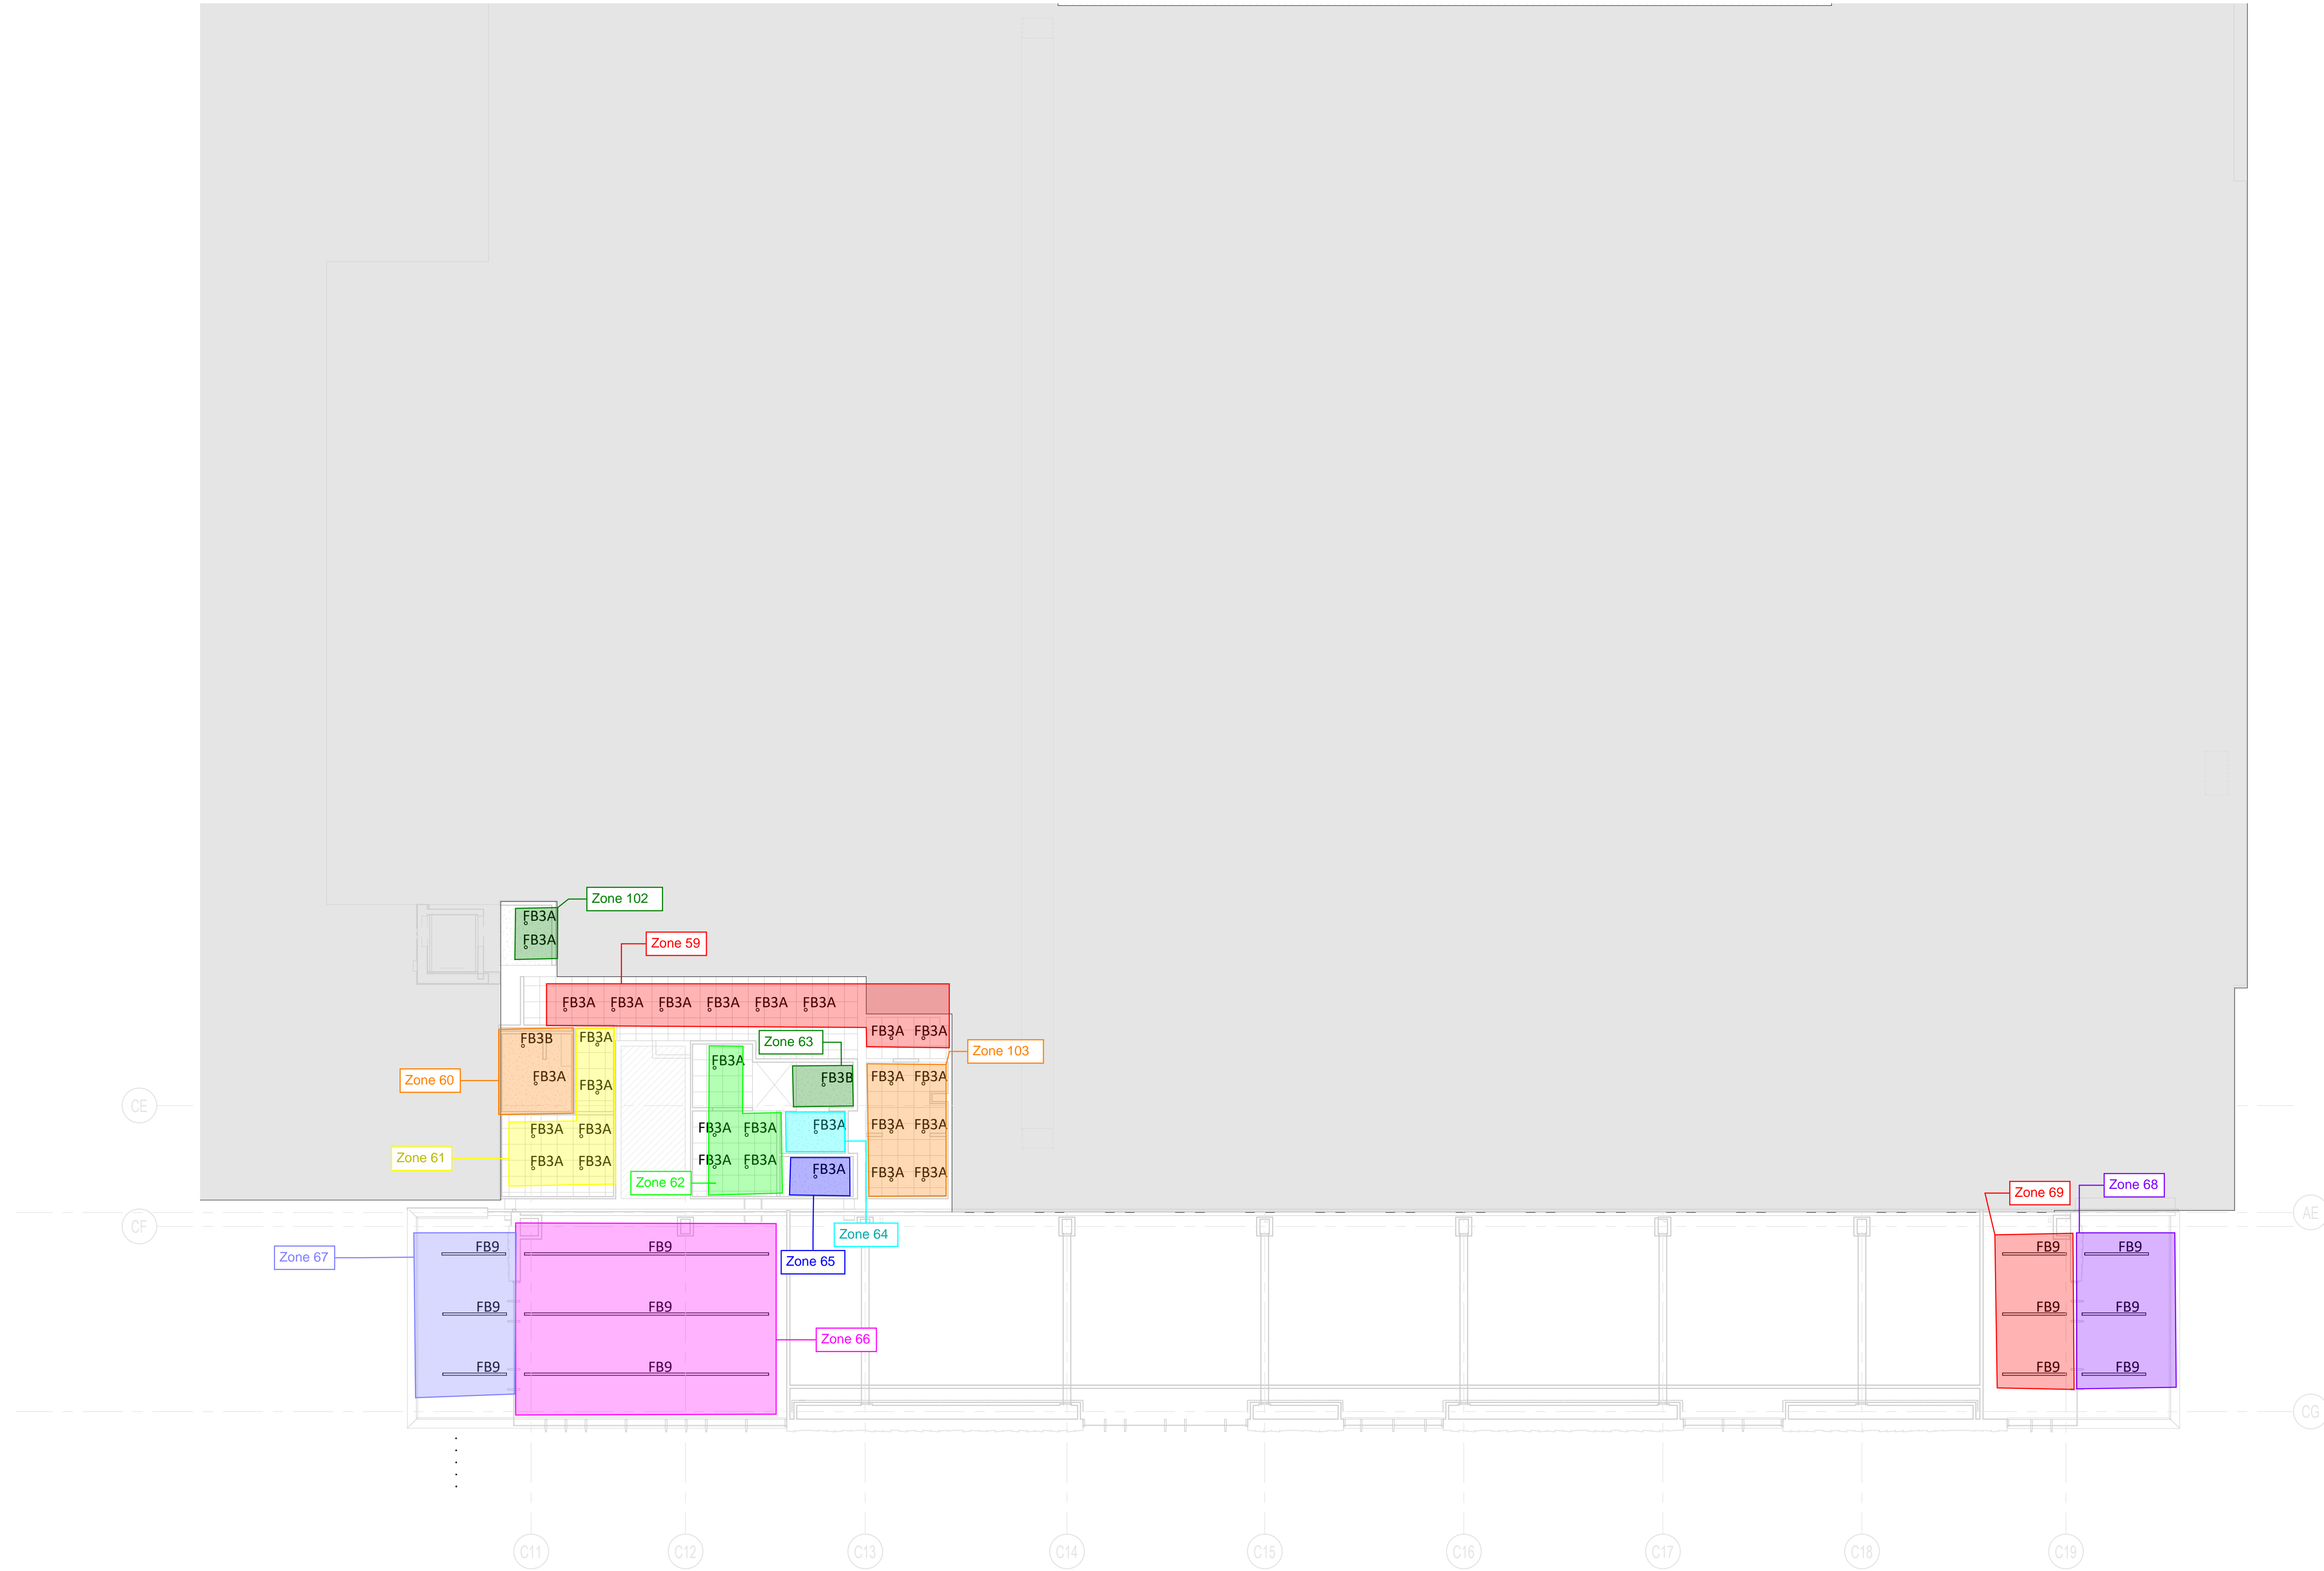 Zone 102
FB3A
FB3A
Zone 59
FB3A FB3A FB3A FB3A FB3A FB3A
FB3A FB3A
FB3B
FB3A
Zone 63
Zone 103
FB3A
Zone 60
FB3A
FB3A
FB3B
FB3A FB3A
CE
FB3A
FB3A FB3A
FB3A FB3A
FB3A
FB3A FB3A
Zone 61
FB3A FB3A
FB3A FB3A
FB3A
FB3A FB3A
Zone 62
Zone 68
Zone 69
CF
AE
Zone 64
Zone 67
Zone 65
FB9
FB9
FB9
FB9
FB9
FB9
FB9
FB9
Zone 66
FB9
FB9
FB9
FB9
CG
C11
C12
C13
C14
C15
C16
C17
C18
C19